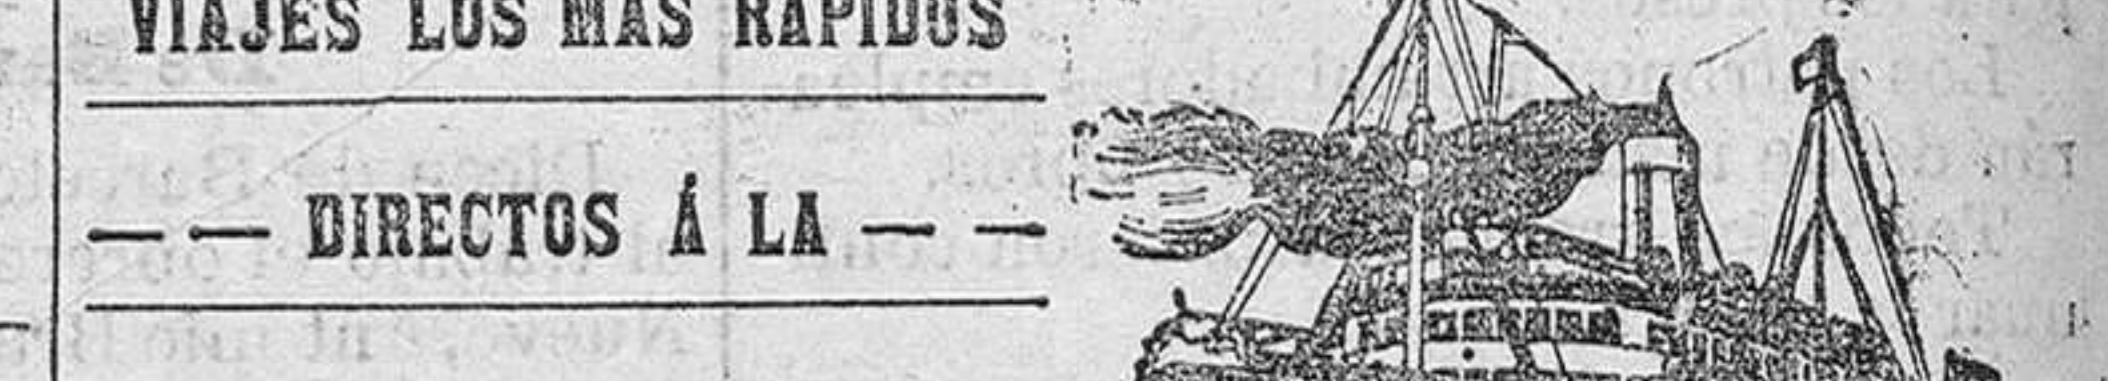 VIAJES LOS MAS RAPIDOS
— — DIRECTOS Á LA — —